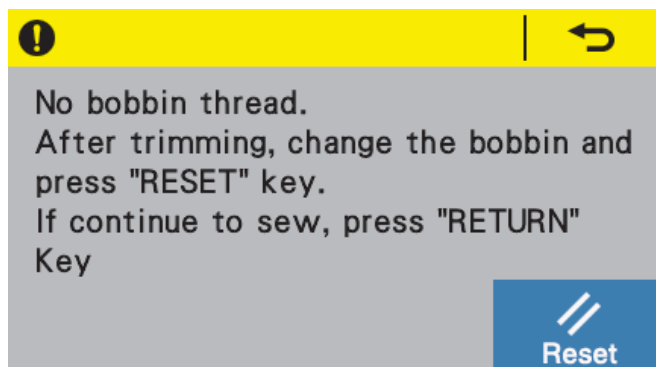 No bobbin thread.
After trimming, change the bobbin and
press "RESET" key.
If continue to sew, press "RETURN"
Key
Reset